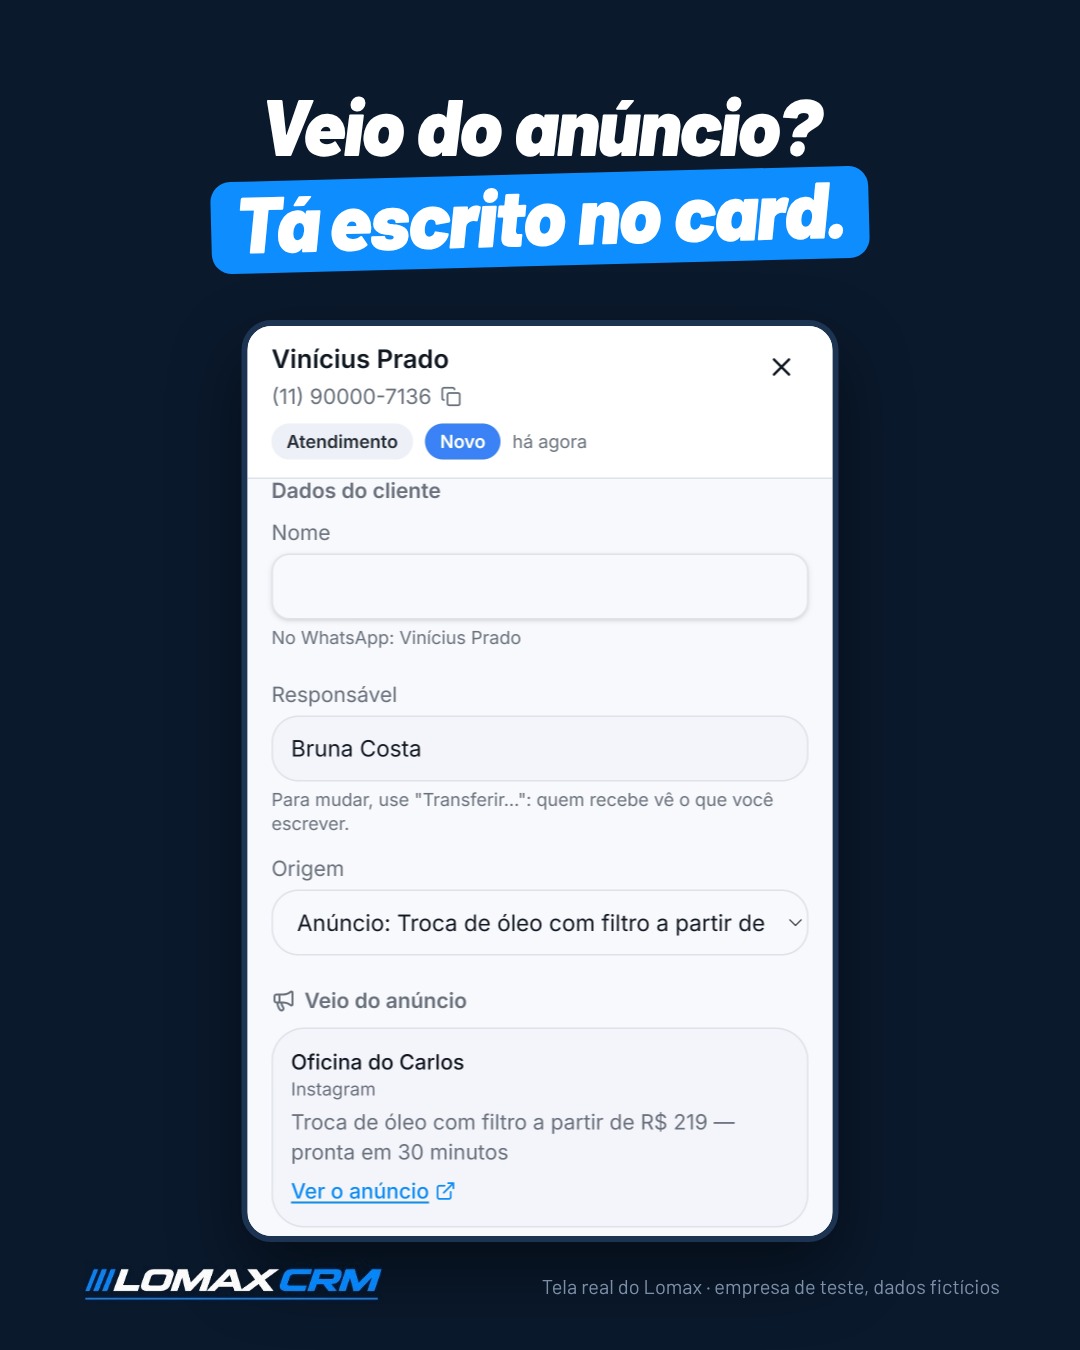 Veio do anúncio?
Tá escrito no card.
Vinícius Prado
(11) 90000-7136
Atendimento Novo há agora
Dados do cliente
Nome
No WhatsApp: Vinícius Prado
Responsável
Bruna Costa
Para mudar, use "Transferir...": quem recebe vê o que você
escrever.
Origem
Anúncio: Troca de óleo com filtro a partir de
Veio do anúncio
Oficina do Carlos
Instagram
Troca de óleo com filtro a partir de R$ 219 —
pronta em 30 minutos
Ver o anúncio
LOMAX CRM
Tela real do Lomax · empresa de teste, dados fictícios